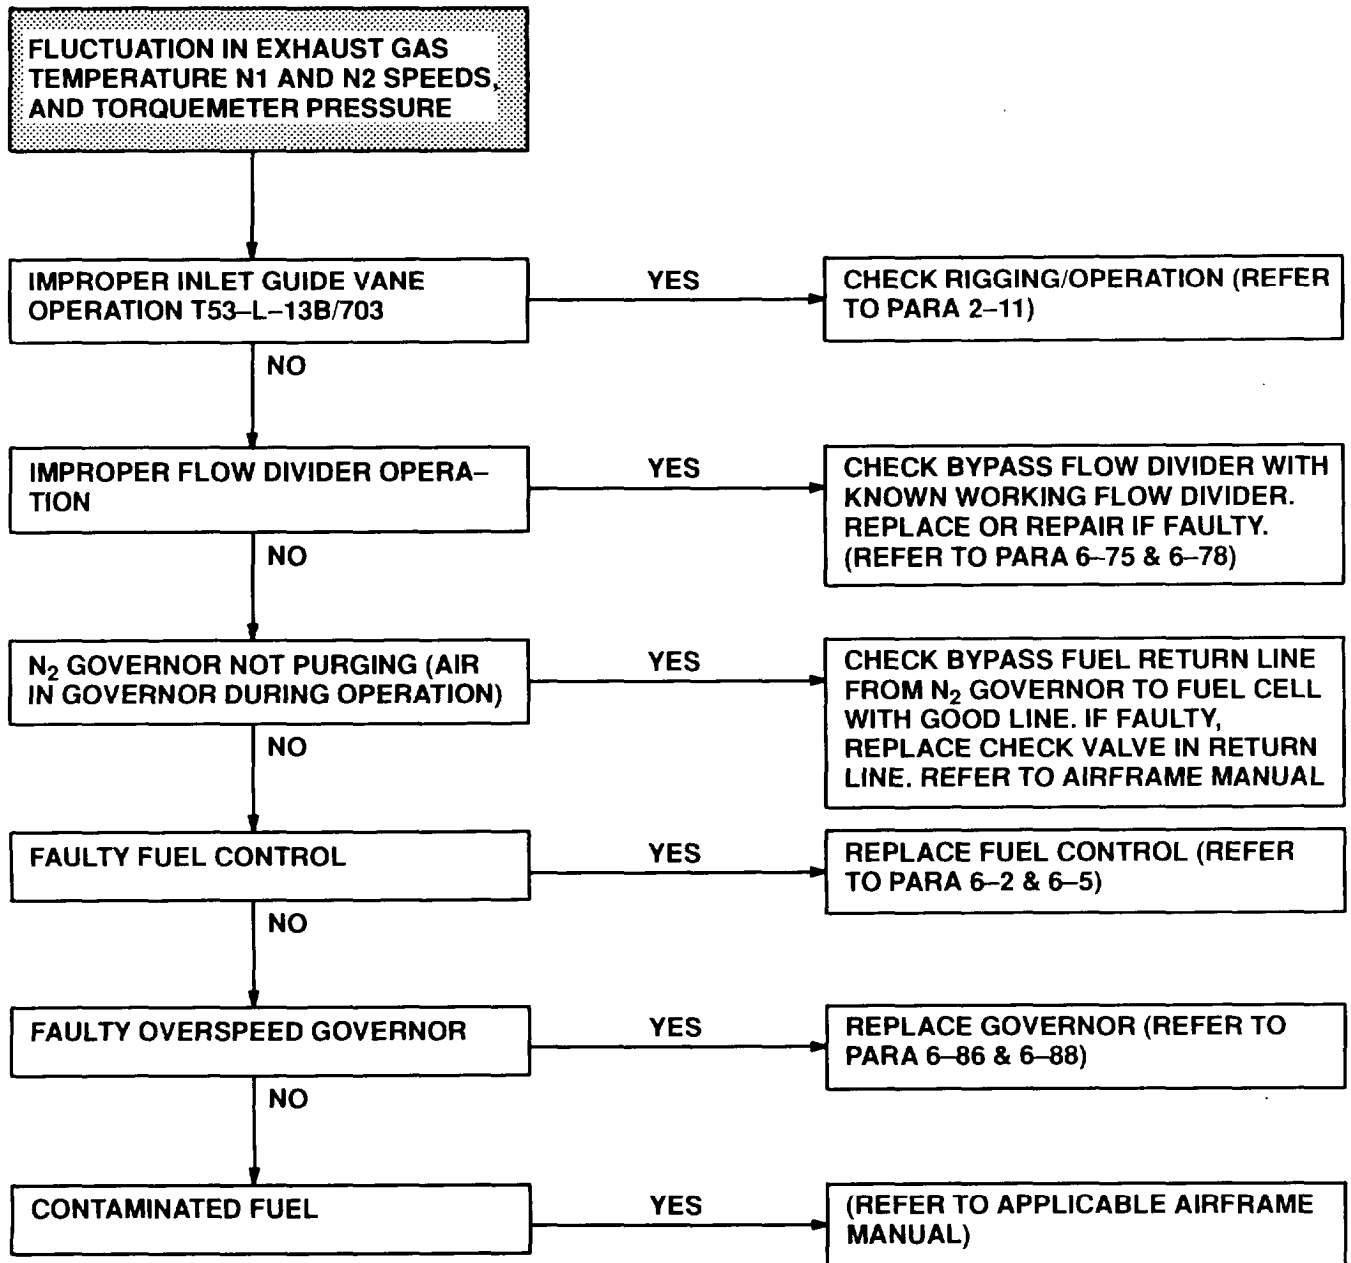 FLUCTUATION IN EXHAUST GAS
TEMPERATURE N1 AND N2 SPEEDS,
AND TORQUEMETER PRESSURE
IMPROPER INLET GUIDE VANE
OPERATION T53–L–13B/703
YES
CHECK RIGGING/OPERATION (REFER
TO PARA 2–11)
NO
IMPROPER FLOW DIVIDER OPERA–
TION
YES
CHECK BYPASS FLOW DIVIDER WITH
KNOWN WORKING FLOW DIVIDER.
REPLACE OR REPAIR IF FAULTY.
(REFER TO PARA 6–75 & 6–78)
NO
N₂ GOVERNOR NOT PURGING (AIR
IN GOVERNOR DURING OPERATION)
YES
CHECK BYPASS FUEL RETURN LINE
FROM N₂ GOVERNOR TO FUEL CELL
WITH GOOD LINE. IF FAULTY,
REPLACE CHECK VALVE IN RETURN
LINE. REFER TO AIRFRAME MANUAL
NO
FAULTY FUEL CONTROL
YES
REPLACE FUEL CONTROL (REFER
TO PARA 6–2 & 6–5)
NO
FAULTY OVERSPEED GOVERNOR
YES
REPLACE GOVERNOR (REFER TO
PARA 6–86 & 6–88)
NO
CONTAMINATED FUEL
YES
(REFER TO APPLICABLE AIRFRAME
MANUAL)